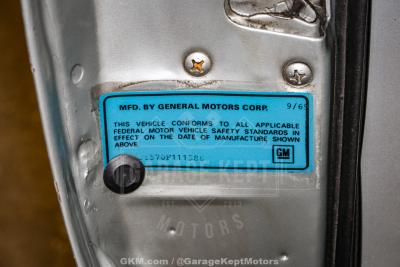 MFD. BY GENERAL MOTORS CORP. 9/69
THIS VEHICLE CONFORMS TO ALL APPLICABLE
FEDERAL MOTOR VEHICLE SAFETY STANDARDS IN
EFFECT ON THE DATE OF MANUFACTURE SHOWN
ABOVE
GM
GARAGE KEPT
MOTORS
GKM.com / @GarageKeptMotors